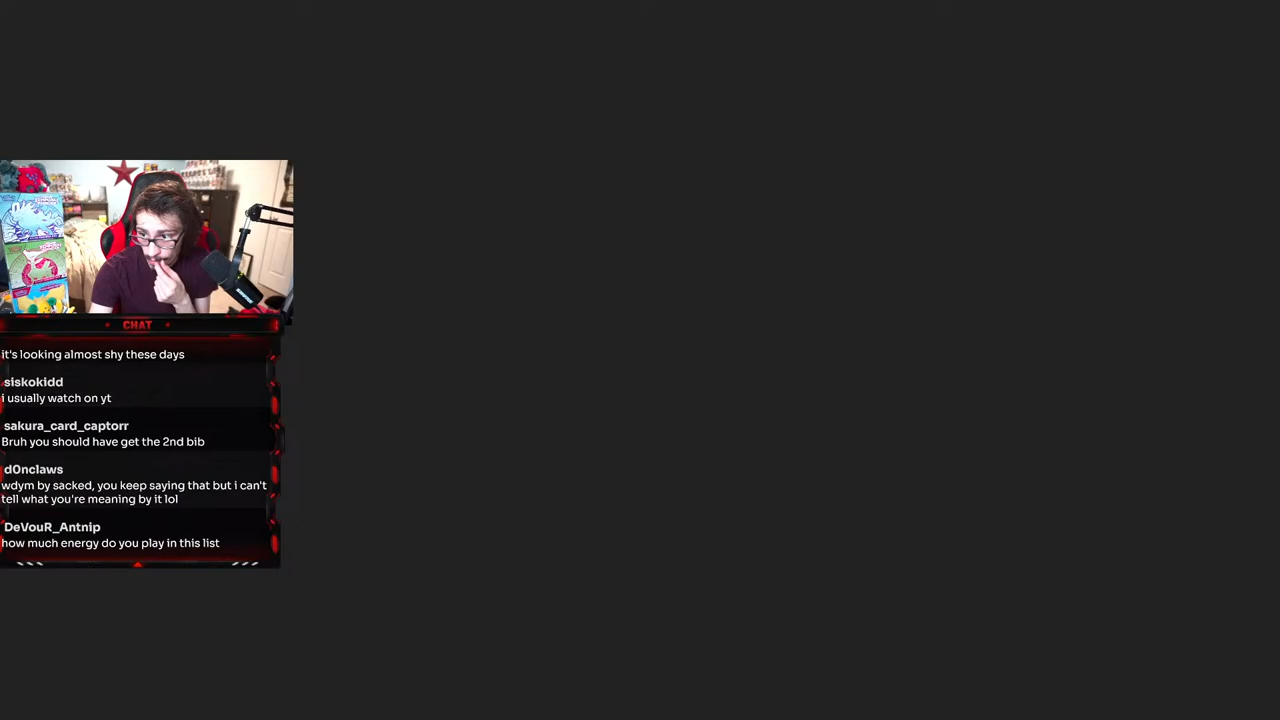 CHAT
it's looking almost shy these days
siskokidd
i usually watch on yt
sakura_card_captorr
Bruh you should have get the 2nd bib
d0nclaws
wdym by sacked, you keep saying that but i can't
tell what you're meaning by it lol
DeVouR_Antnip
how much energy do you play in this list